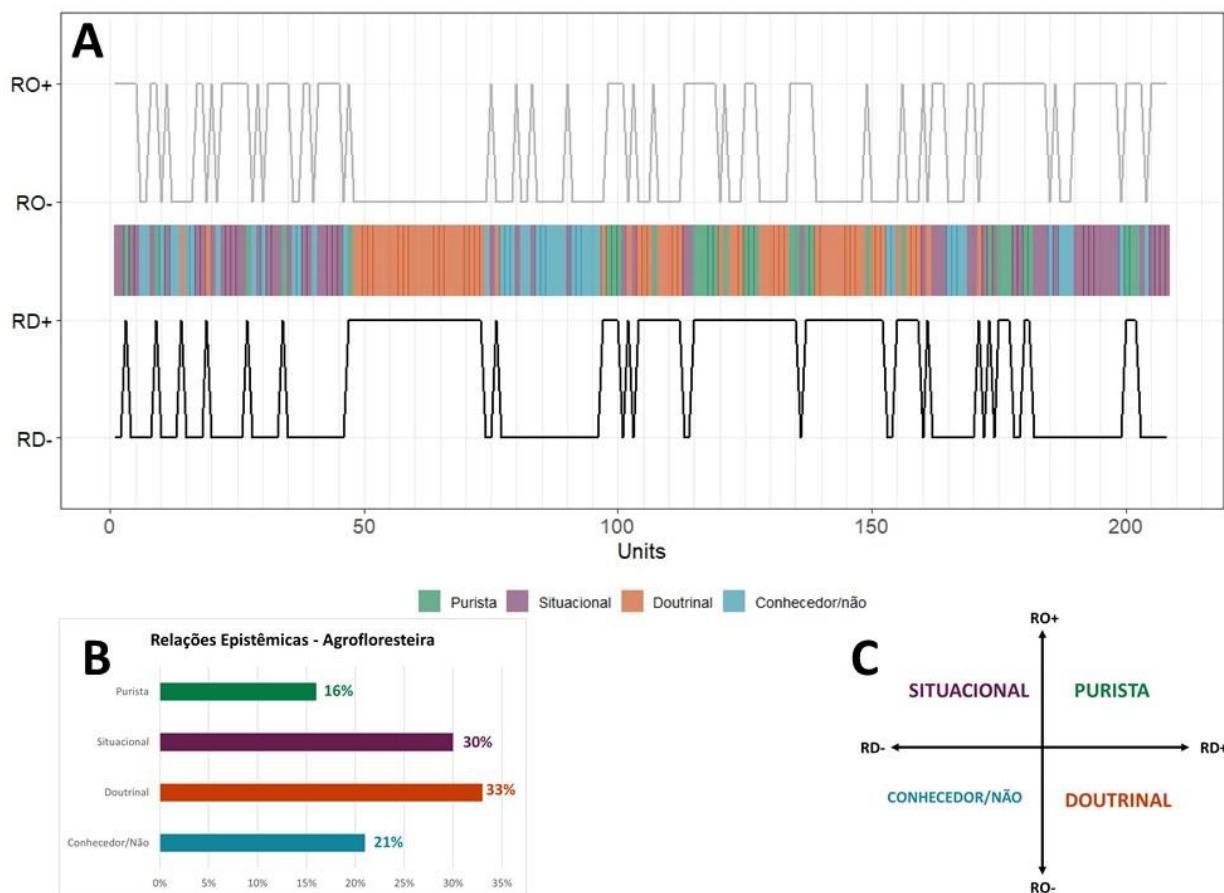 A
RO+
RO-
RD+
RD-
0 50 100 150 200
Units
Purista Situacional Doutrinal Conhecedor/não
B
Relações Epistêmicas - Agrofloresteira
Purista 16%
Situacional 30%
Doutrinal 33%
Conhecedor/Não 21%
0% 5% 10% 15% 20% 25% 30% 35%
C
RO+
SITUACIONAL PURISTA
RD- RD+
CONHECEDOR/NÃO DOUTRINAL
RO-